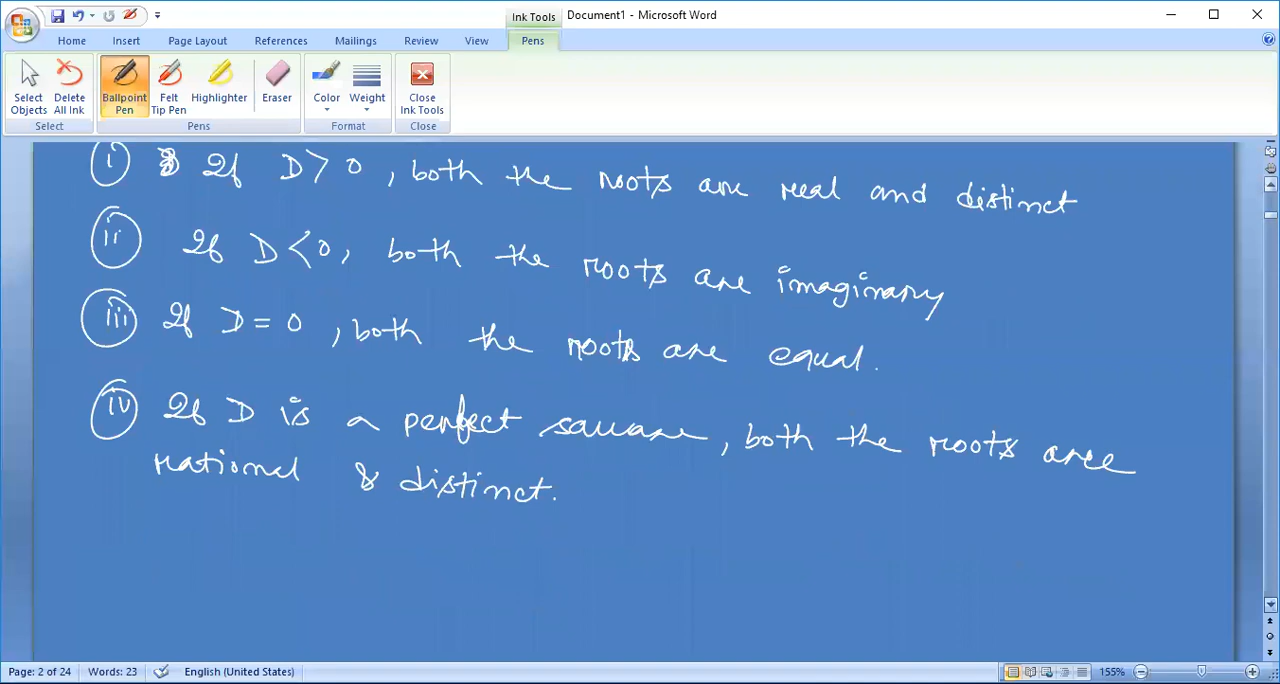 Ink Tools
Document1 - Microsoft Word
Home Insert Page Layout References Mailings Review View Pens
Select Objects
Delete All Ink
Ballpoint Pen
Felt Tip Pen
Highlighter
Eraser
Color
Weight
Close Ink Tools
Select Pens Format Close
i If D > 0, both the roots are real and distinct
ii If D < 0, both the roots are imaginary
iii If D = 0, both the roots are equal.
iv If D is a perfect square, both the roots are
rational & distinct.
Page: 2 of 24 Words: 23 English (United States) 155%